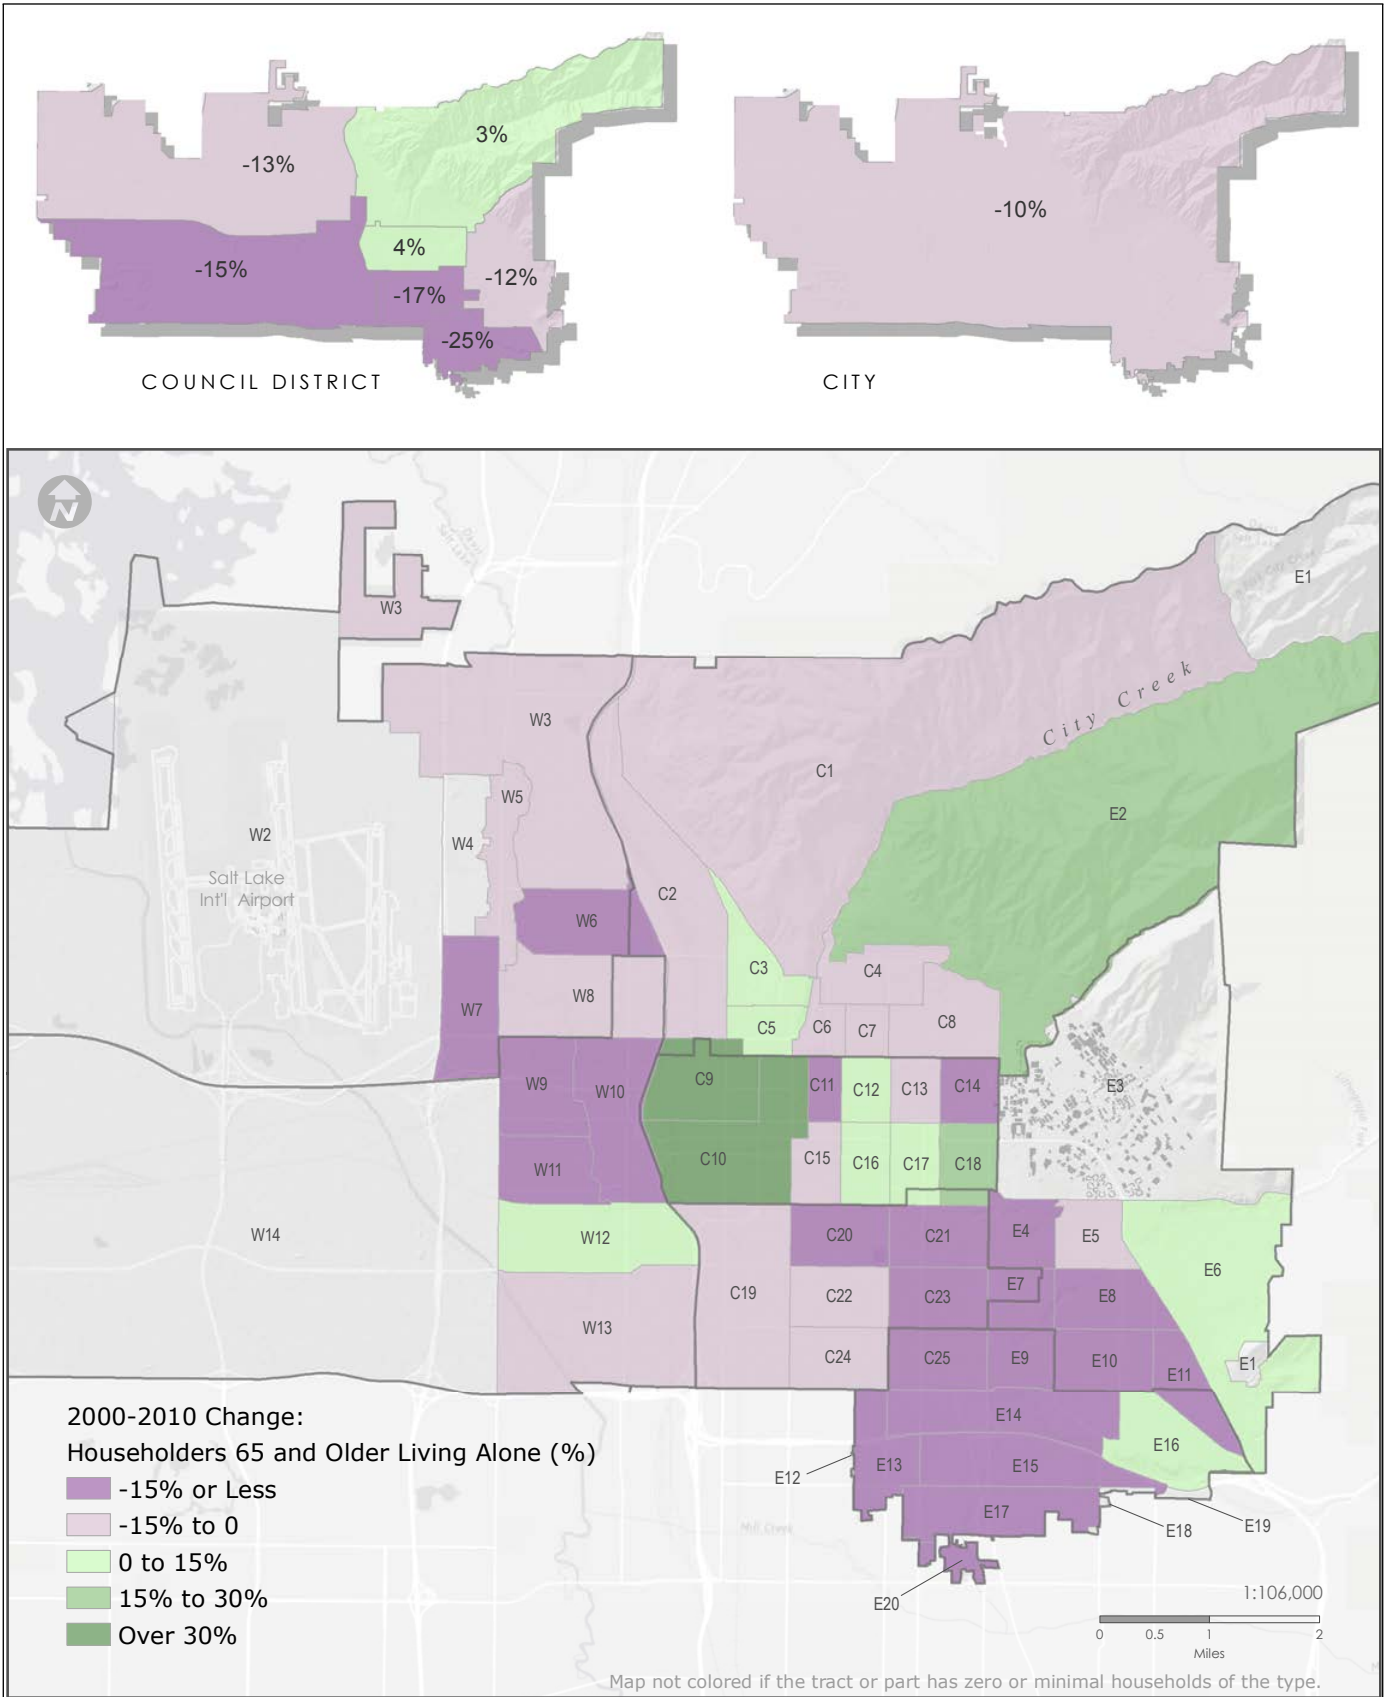 3%
-13%
4%
-15%
-12%
-17%
-25%
COUNCIL DISTRICT
-10%
CITY
N
E1
W3
City Creek
W3
C1
W5
E2
W2
W4
Salt Lake
Int'l Airport
C2
W6
C3
C4
W8
W7
C5
C6
C7
C8
C9
W9
W10
C11
C12
C13
C14
E3
C10
C15
C16
C17
C18
W11
W14
W12
C20
C21
E4
E5
E6
C19
C22
C23
E7
E8
W13
C24
C25
E9
E10
E11
E1
2000-2010 Change:
Householders 65 and Older Living Alone (%)
-15% or Less
-15% to 0
0 to 15%
15% to 30%
Over 30%
E14
E16
E12
E13
E15
E17
E18
E19
Mill Creek
E20
1:106,000
0 0.5 1 2
Miles
Map not colored if the tract or part has zero or minimal households of the type.